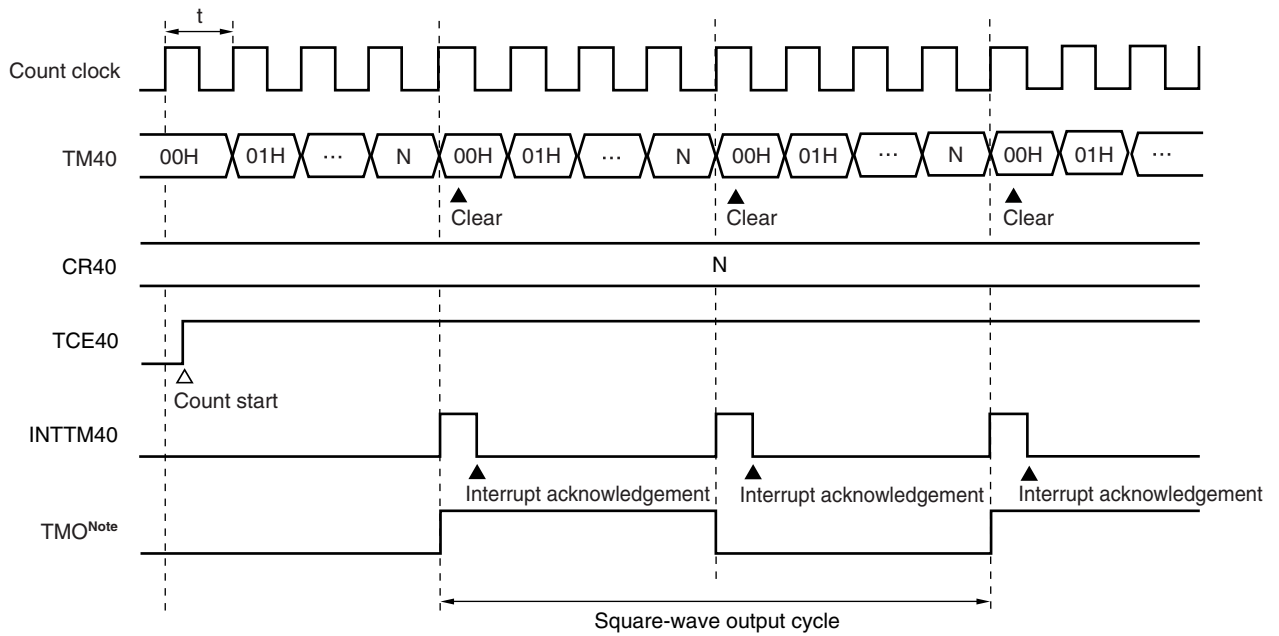 t
Count clock
TM40 00H 01H ... N 00H 01H ... N 00H 01H ... N 00H 01H ...
Clear Clear Clear
CR40 N
TCE40
Count start
INTTM40
Interrupt acknowledgement Interrupt acknowledgement Interrupt acknowledgement
TMONote
Square-wave output cycle